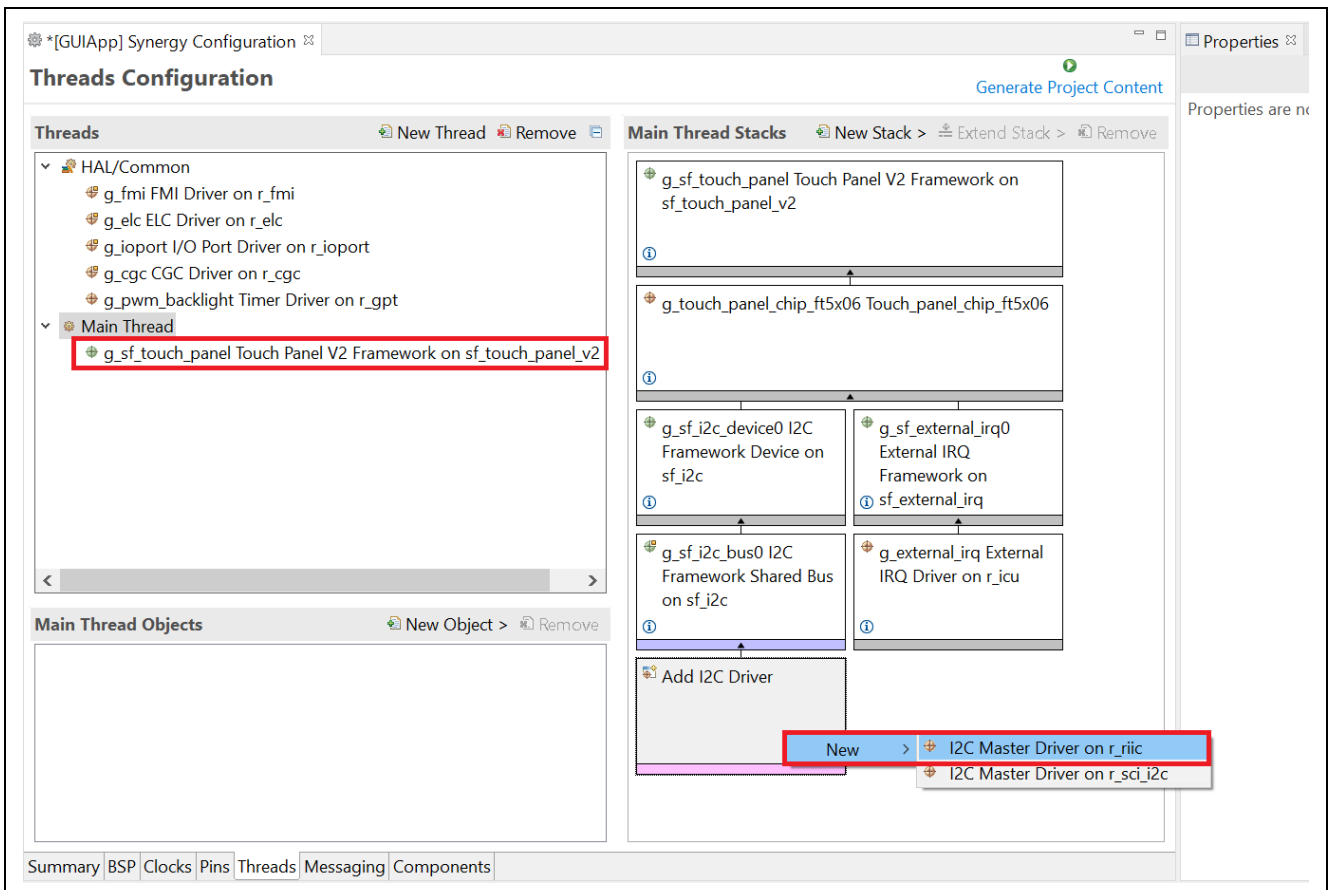 *[GUIApp] Synergy Configuration
Properties
Threads Configuration
Generate Project Content
Properties are no
Threads
New Thread
Remove
HAL/Common
g_fmi FMI Driver on r_fmi
g_elc ELC Driver on r_elc
g_ioport I/O Port Driver on r_ioport
g_cgc CGC Driver on r_cgc
g_pwm_backlight Timer Driver on r_gpt
Main Thread
g_sf_touch_panel Touch Panel V2 Framework on sf_touch_panel_v2
Main Thread Objects
New Object >
Remove
Main Thread Stacks
New Stack >
Extend Stack >
Remove
g_sf_touch_panel Touch Panel V2 Framework on
sf_touch_panel_v2
g_touch_panel_chip_ft5x06 Touch_panel_chip_ft5x06
g_sf_i2c_device0 I2C
Framework Device on
sf_i2c
g_sf_external_irq0
External IRQ
Framework on
sf_external_irq
g_sf_i2c_bus0 I2C
Framework Shared Bus
on sf_i2c
g_external_irq External
IRQ Driver on r_icu
Add I2C Driver
New >
I2C Master Driver on r_riic
I2C Master Driver on r_sci_i2c
Summary BSP Clocks Pins Threads Messaging Components